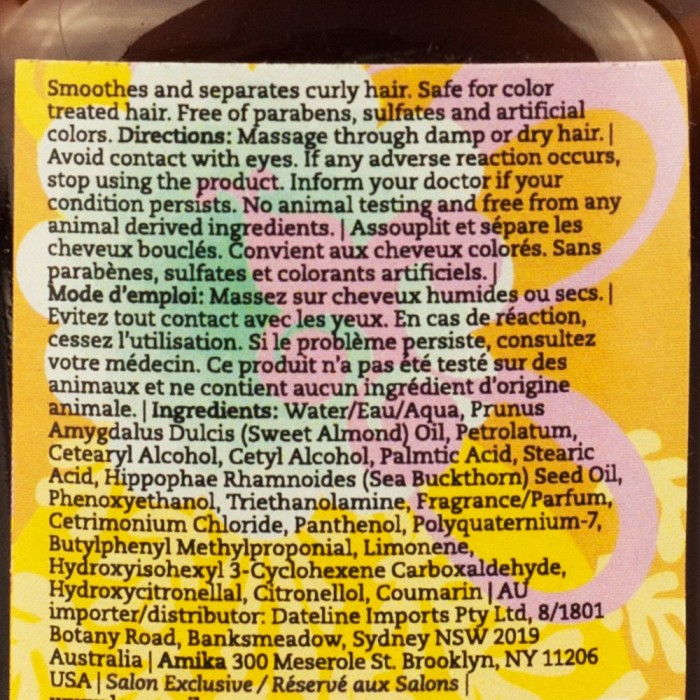 Smoothes and separates curly hair. Safe for color
treated hair. Free of parabens, sulfates and artificial
colors. Directions: Massage through damp or dry hair. |
Avoid contact with eyes. If any adverse reaction occurs,
stop using the product. Inform your doctor if your
condition persists. No animal testing and free from any
animal derived ingredients. | Assouplit et sépare les
cheveux bouclés. Convient aux cheveux colorés. Sans
parabènes, sulfates et colorants artificiels. |
Mode d'emploi: Massez sur cheveux humides ou secs. |
Evitez tout contact avec les yeux. En cas de réaction,
cessez l'utilisation. Si le problème persiste, consultez
votre médecin. Ce produit n'a pas été testé sur des
animaux et ne contient aucun ingrédient d'origine
animale. | Ingredients: Water/Eau/Aqua, Prunus
Amygdalus Dulcis (Sweet Almond) Oil, Petrolatum,
Cetearyl Alcohol, Cetyl Alcohol, Palmtic Acid, Stearic
Acid, Hippophae Rhamnoides (Sea Buckthorn) Seed Oil,
Phenoxyethanol, Triethanolamine, Fragrance/Parfum,
Cetrimonium Chloride, Panthenol, Polyquaternium-7,
Butylphenyl Methylproponial, Limonene,
Hydroxyisohexyl 3-Cyclohexene Carboxaldehyde,
Hydroxycitronellal, Citronellol, Coumarin | AU
importer/distributor: Dateline Imports Pty Ltd, 8/1801
Botany Road, Banksmeadow, Sydney NSW 2019
Australia | Amika 300 Meserole St. Brooklyn, NY 11206
USA | Salon Exclusive / Réservé aux Salons |